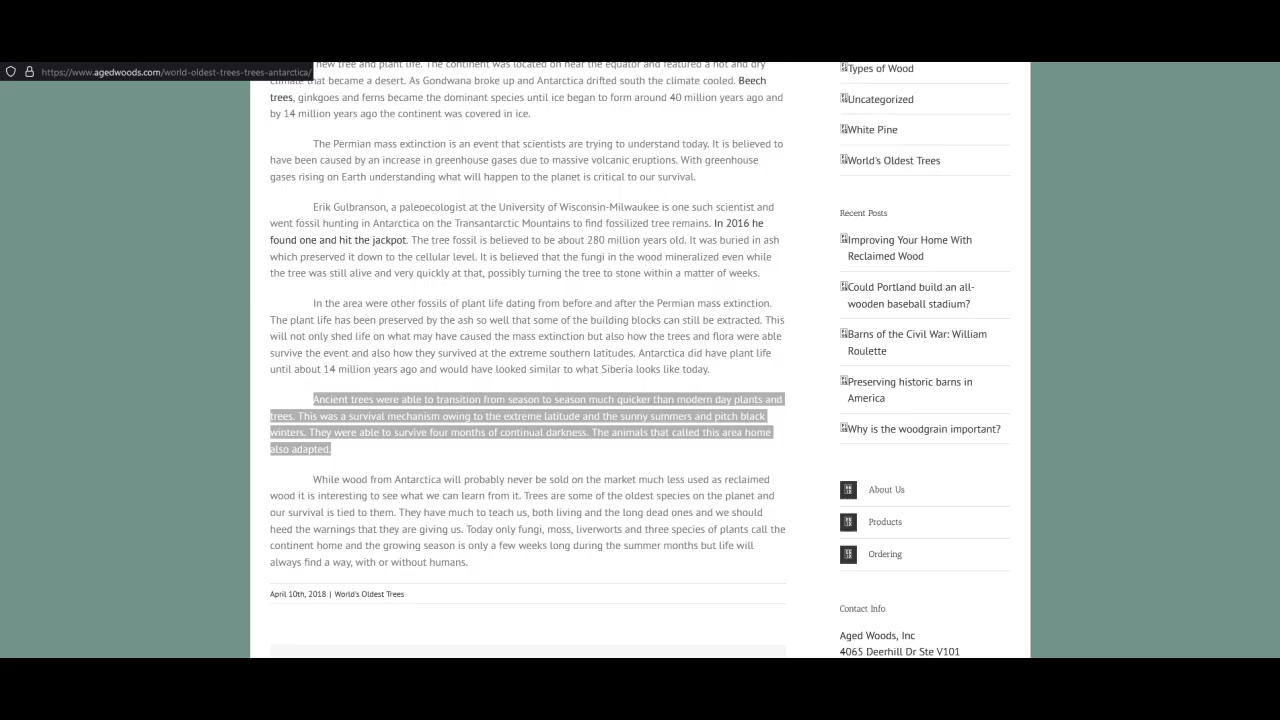 new tree and plant life. The continent was located on near the equator and featured a hot and dry
https://www.agedwoods.com/world-oldest-trees-trees-antarctica/
climate that became a desert. As Gondwana broke up and Antarctica drifted south the climate cooled. Beech
trees, ginkgoes and ferns became the dominant species until ice began to form around 40 million years ago and
by 14 million years ago the continent was covered in ice.
The Permian mass extinction is an event that scientists are trying to understand today. It is believed to
have been caused by an increase in greenhouse gases due to massive volcanic eruptions. With greenhouse
gases rising on Earth understanding what will happen to the planet is critical to our survival.
Erik Gulbranson, a paleoecologist at the University of Wisconsin-Milwaukee is one such scientist and
went fossil hunting in Antarctica on the Transantarctic Mountains to find fossilized tree remains. In 2016 he
found one and hit the jackpot. The tree fossil is believed to be about 280 million years old. It was buried in ash
which preserved it down to the cellular level. It is believed that the fungi in the wood mineralized even while
the tree was still alive and very quickly at that, possibly turning the tree to stone within a matter of weeks.
In the area were other fossils of plant life dating from before and after the Permian mass extinction.
The plant life has been preserved by the ash so well that some of the building blocks can still be extracted. This
will not only shed life on what may have caused the mass extinction but also how the trees and flora were able
survive the event and also how they survived at the extreme southern latitudes. Antarctica did have plant life
until about 14 million years ago and would have looked similar to what Siberia looks like today.
Ancient trees were able to transition from season to season much quicker than modern day plants and
trees. This was a survival mechanism owing to the extreme latitude and the sunny summers and pitch black
winters. They were able to survive four months of continual darkness. The animals that called this area home
also adapted.
While wood from Antarctica will probably never be sold on the market much less used as reclaimed
wood it is interesting to see what we can learn from it. Trees are some of the oldest species on the planet and
our survival is tied to them. They have much to teach us, both living and the long dead ones and we should
heed the warnings that they are giving us. Today only fungi, moss, liverworts and three species of plants call the
continent home and the growing season is only a few weeks long during the summer months but life will
always find a way, with or without humans.
April 10th, 2018 | World's Oldest Trees
Types of Wood
Uncategorized
White Pine
World's Oldest Trees
Recent Posts
Improving Your Home With
Reclaimed Wood
Could Portland build an all-
wooden baseball stadium?
Barns of the Civil War: William
Roulette
Preserving historic barns in
America
Why is the woodgrain important?
About Us
Products
Ordering
Contact Info
Aged Woods, Inc
4065 Deerhill Dr Ste V101